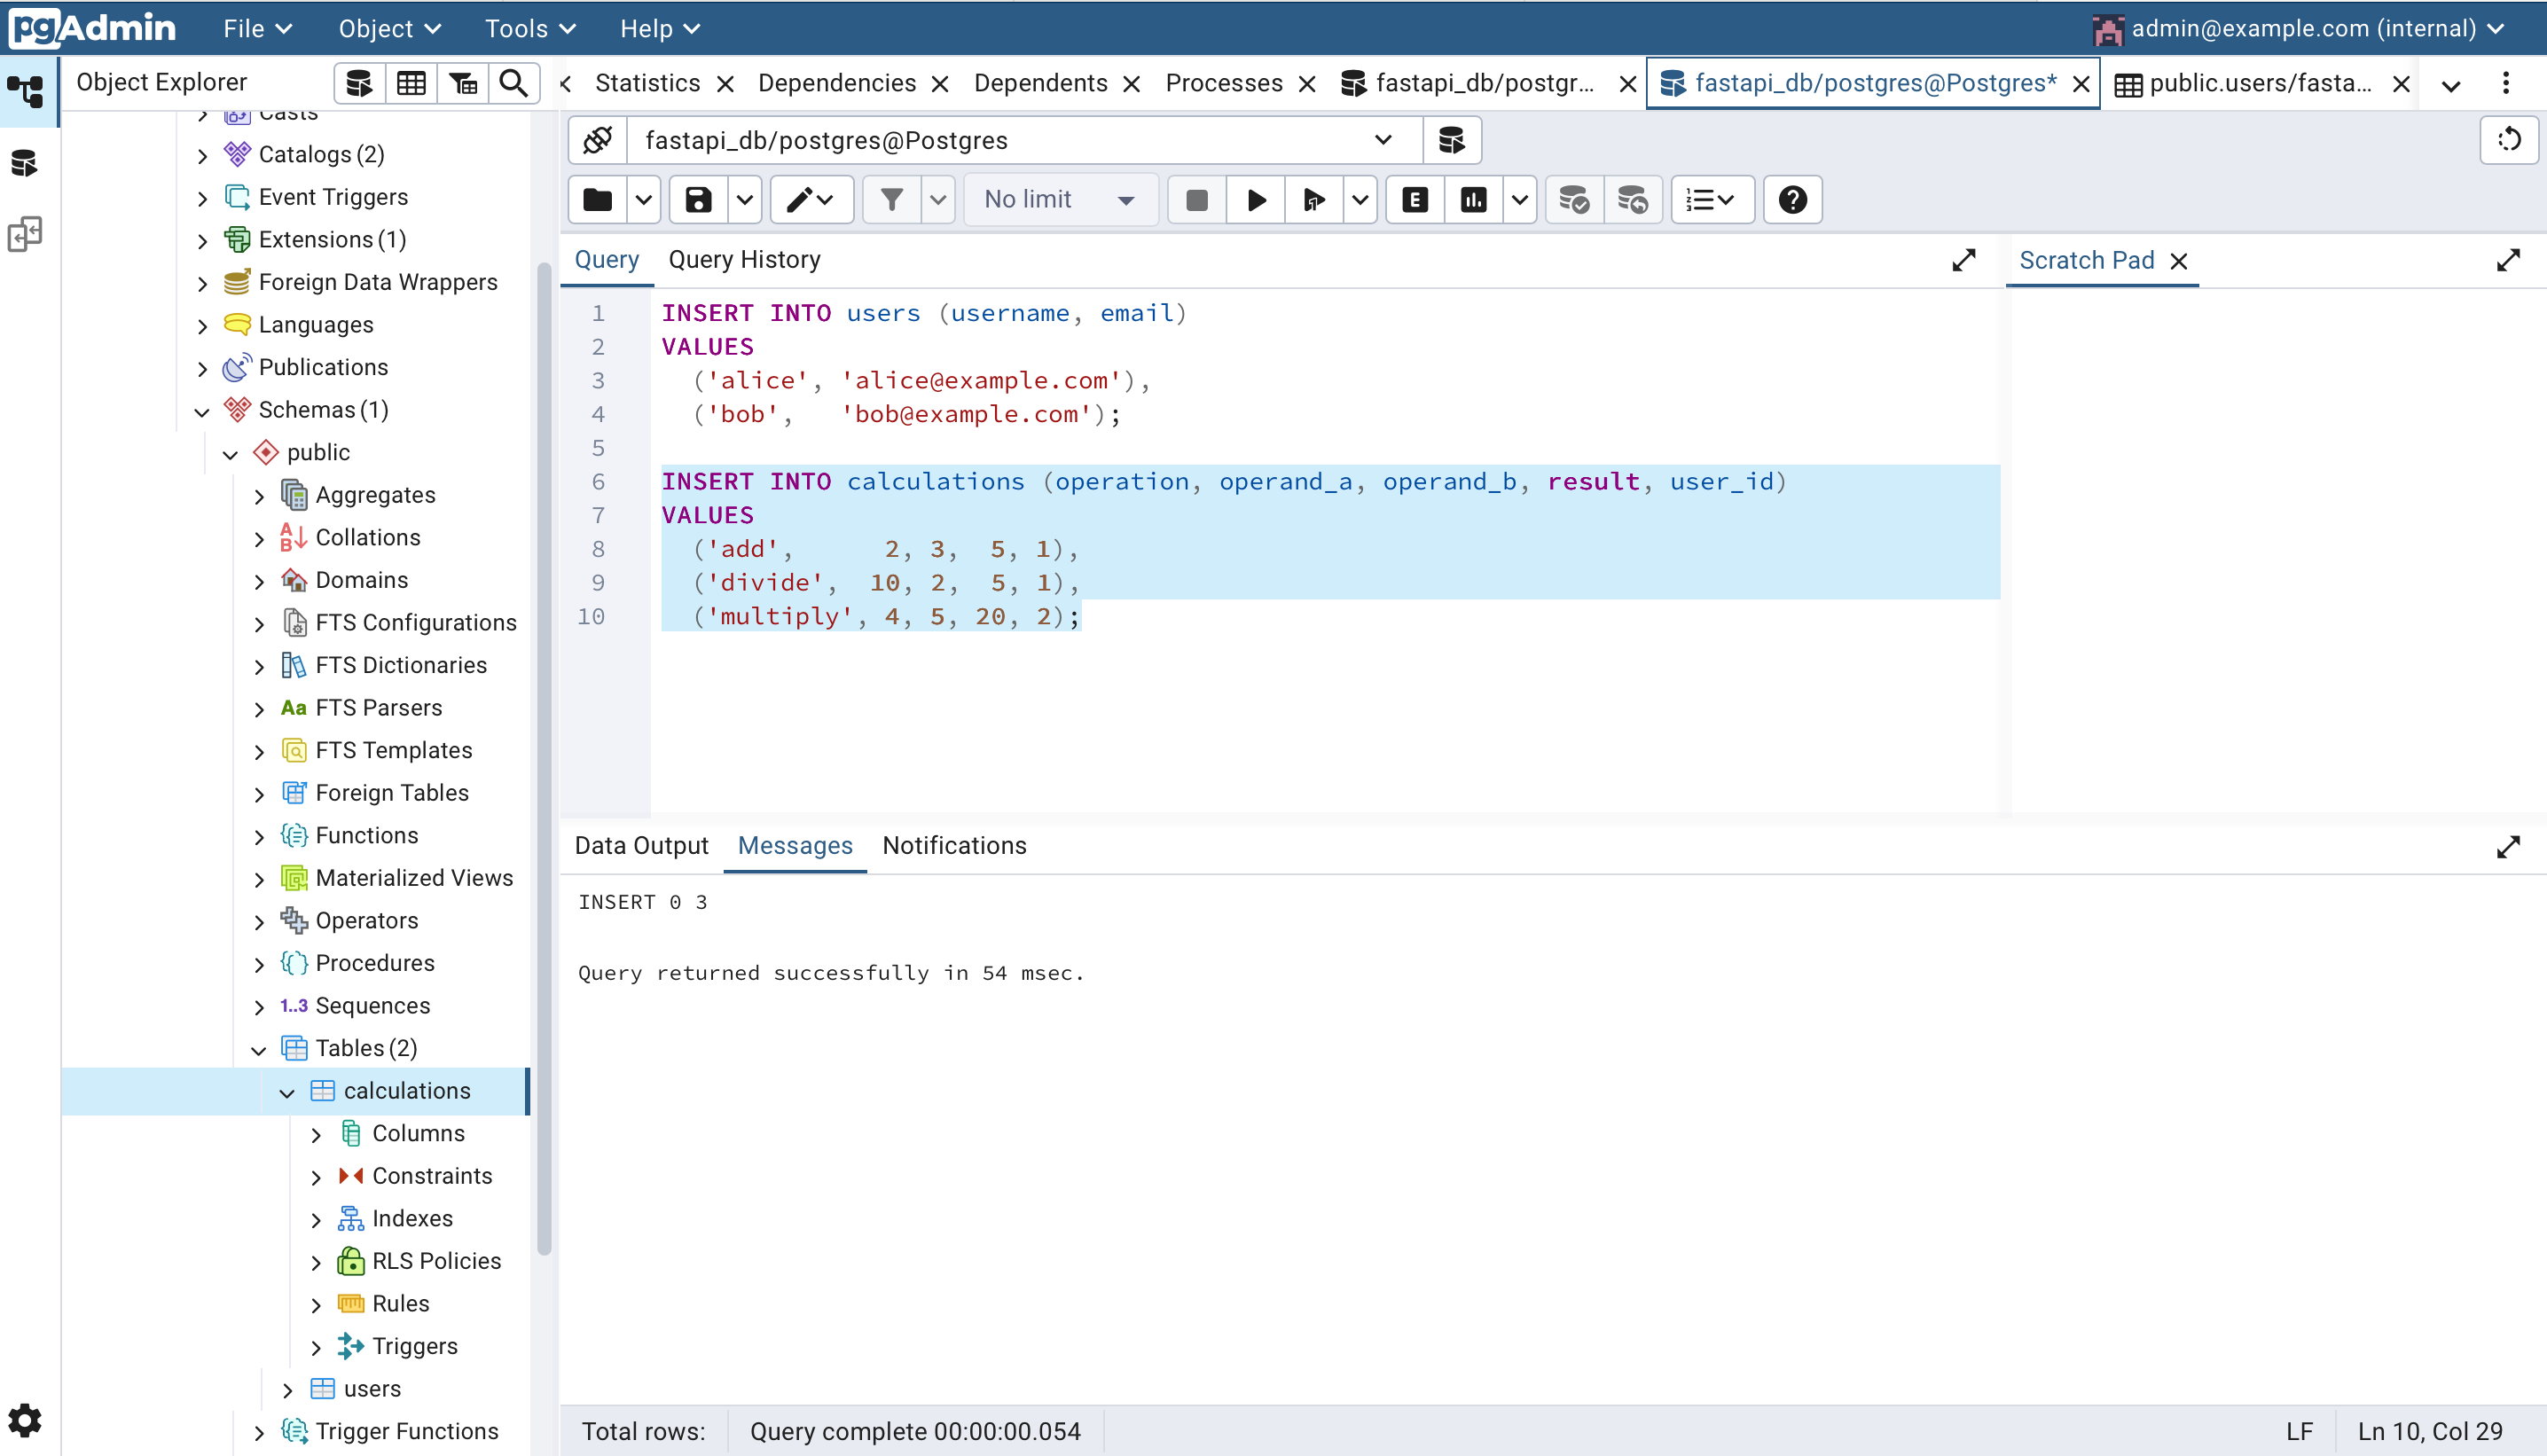 pgAdmin File Object Tools Help admin@example.com (internal)
Object Explorer
Statistics Dependencies Dependents Processes fastapi_db/postgr... fastapi_db/postgres@Postgres* public.users/fasta...
Casts
Catalogs (2)
Event Triggers
Extensions (1)
Foreign Data Wrappers
Languages
Publications
Schemas (1)
public
Aggregates
Collations
Domains
FTS Configurations
FTS Dictionaries
Aa FTS Parsers
FTS Templates
Foreign Tables
Functions
Materialized Views
Operators
Procedures
1..3 Sequences
Tables (2)
calculations
Columns
Constraints
Indexes
RLS Policies
Rules
Triggers
users
Trigger Functions
fastapi_db/postgres@Postgres
No limit E
Query Query History
Scratch Pad
1 INSERT INTO users (username, email)
2 VALUES
3 ('alice', 'alice@example.com'),
4 ('bob', 'bob@example.com');
5
6 INSERT INTO calculations (operation, operand_a, operand_b, result, user_id)
7 VALUES
8 ('add', 2, 3, 5, 1),
9 ('divide', 10, 2, 5, 1),
10 ('multiply', 4, 5, 20, 2);
Data Output Messages Notifications
INSERT 0 3
Query returned successfully in 54 msec.
Total rows: Query complete 00:00:00.054 LF Ln 10, Col 29